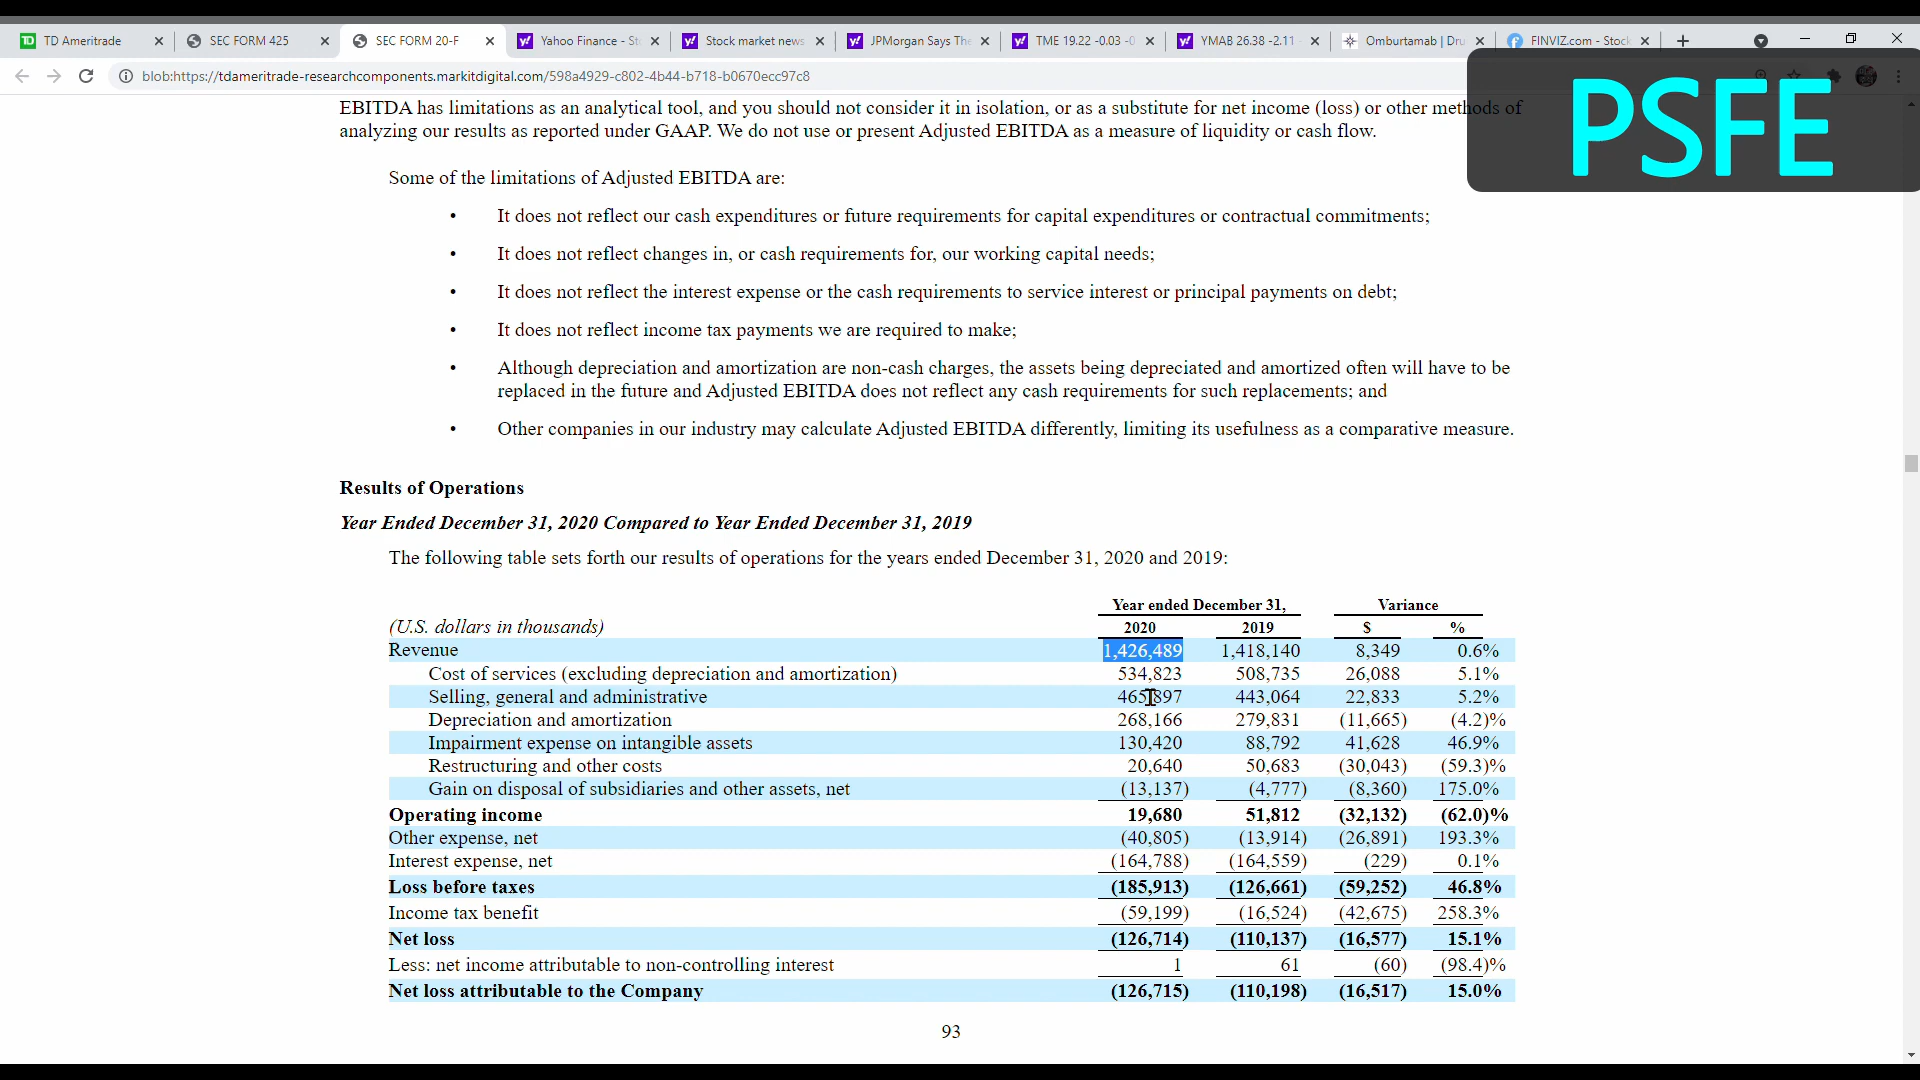 TD Ameritrade
SEC FORM 425
SEC FORM 20-F
Yahoo Finance - St
Stock market news
JPMorgan Says The
TME 19.22 -0.03 -0
YMAB 26.38 -2.11
Omburtamab | Dru
FINVIZ.com - Stock
blob:https://tdameritrade-researchcomponents.markitdigital.com/598a4929-c802-4b44-b718-b0670ecc97c8
PSFE
EBITDA has limitations as an analytical tool, and you should not consider it in isolation, or as a substitute for net income (loss) or other methods of
analyzing our results as reported under GAAP. We do not use or present Adjusted EBITDA as a measure of liquidity or cash flow.
Some of the limitations of Adjusted EBITDA are:
• It does not reflect our cash expenditures or future requirements for capital expenditures or contractual commitments;
• It does not reflect changes in, or cash requirements for, our working capital needs;
• It does not reflect the interest expense or the cash requirements to service interest or principal payments on debt;
• It does not reflect income tax payments we are required to make;
• Although depreciation and amortization are non-cash charges, the assets being depreciated and amortized often will have to be
replaced in the future and Adjusted EBITDA does not reflect any cash requirements for such replacements; and
• Other companies in our industry may calculate Adjusted EBITDA differently, limiting its usefulness as a comparative measure.
Results of Operations
Year Ended December 31, 2020 Compared to Year Ended December 31, 2019
The following table sets forth our results of operations for the years ended December 31, 2020 and 2019:
Year ended December 31, Variance
(U.S. dollars in thousands) 2020 2019 $ %
Revenue 1,426,489 1,418,140 8,349 0.6%
Cost of services (excluding depreciation and amortization) 534,823 508,735 26,088 5.1%
Selling, general and administrative 465,897 443,064 22,833 5.2%
Depreciation and amortization 268,166 279,831 (11,665) (4.2)%
Impairment expense on intangible assets 130,420 88,792 41,628 46.9%
Restructuring and other costs 20,640 50,683 (30,043) (59.3)%
Gain on disposal of subsidiaries and other assets, net (13,137) (4,777) (8,360) 175.0%
Operating income 19,680 51,812 (32,132) (62.0)%
Other expense, net (40,805) (13,914) (26,891) 193.3%
Interest expense, net (164,788) (164,559) (229) 0.1%
Loss before taxes (185,913) (126,661) (59,252) 46.8%
Income tax benefit (59,199) (16,524) (42,675) 258.3%
Net loss (126,714) (110,137) (16,577) 15.1%
Less: net income attributable to non-controlling interest 1 61 (60) (98.4)%
Net loss attributable to the Company (126,715) (110,198) (16,517) 15.0%
93